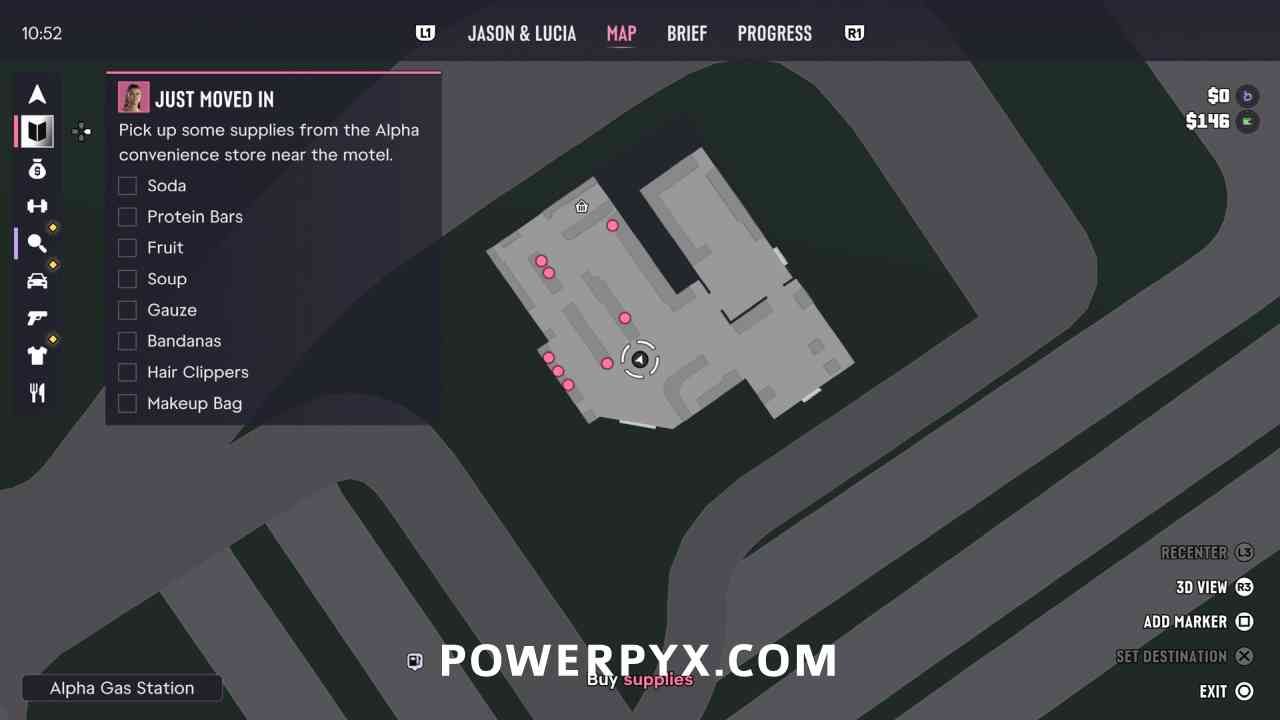 10:52
L1
JASON & LUCIA
MAP
BRIEF
PROGRESS
R1
$0
$146
JUST MOVED IN
Pick up some supplies from the Alpha
convenience store near the motel.
Soda
Protein Bars
Fruit
Soup
Gauze
Bandanas
Hair Clippers
Makeup Bag
RECENTER L3
3D VIEW R3
ADD MARKER
SET DESTINATION
EXIT
POWERPYX.COM
Buy supplies
Alpha Gas Station